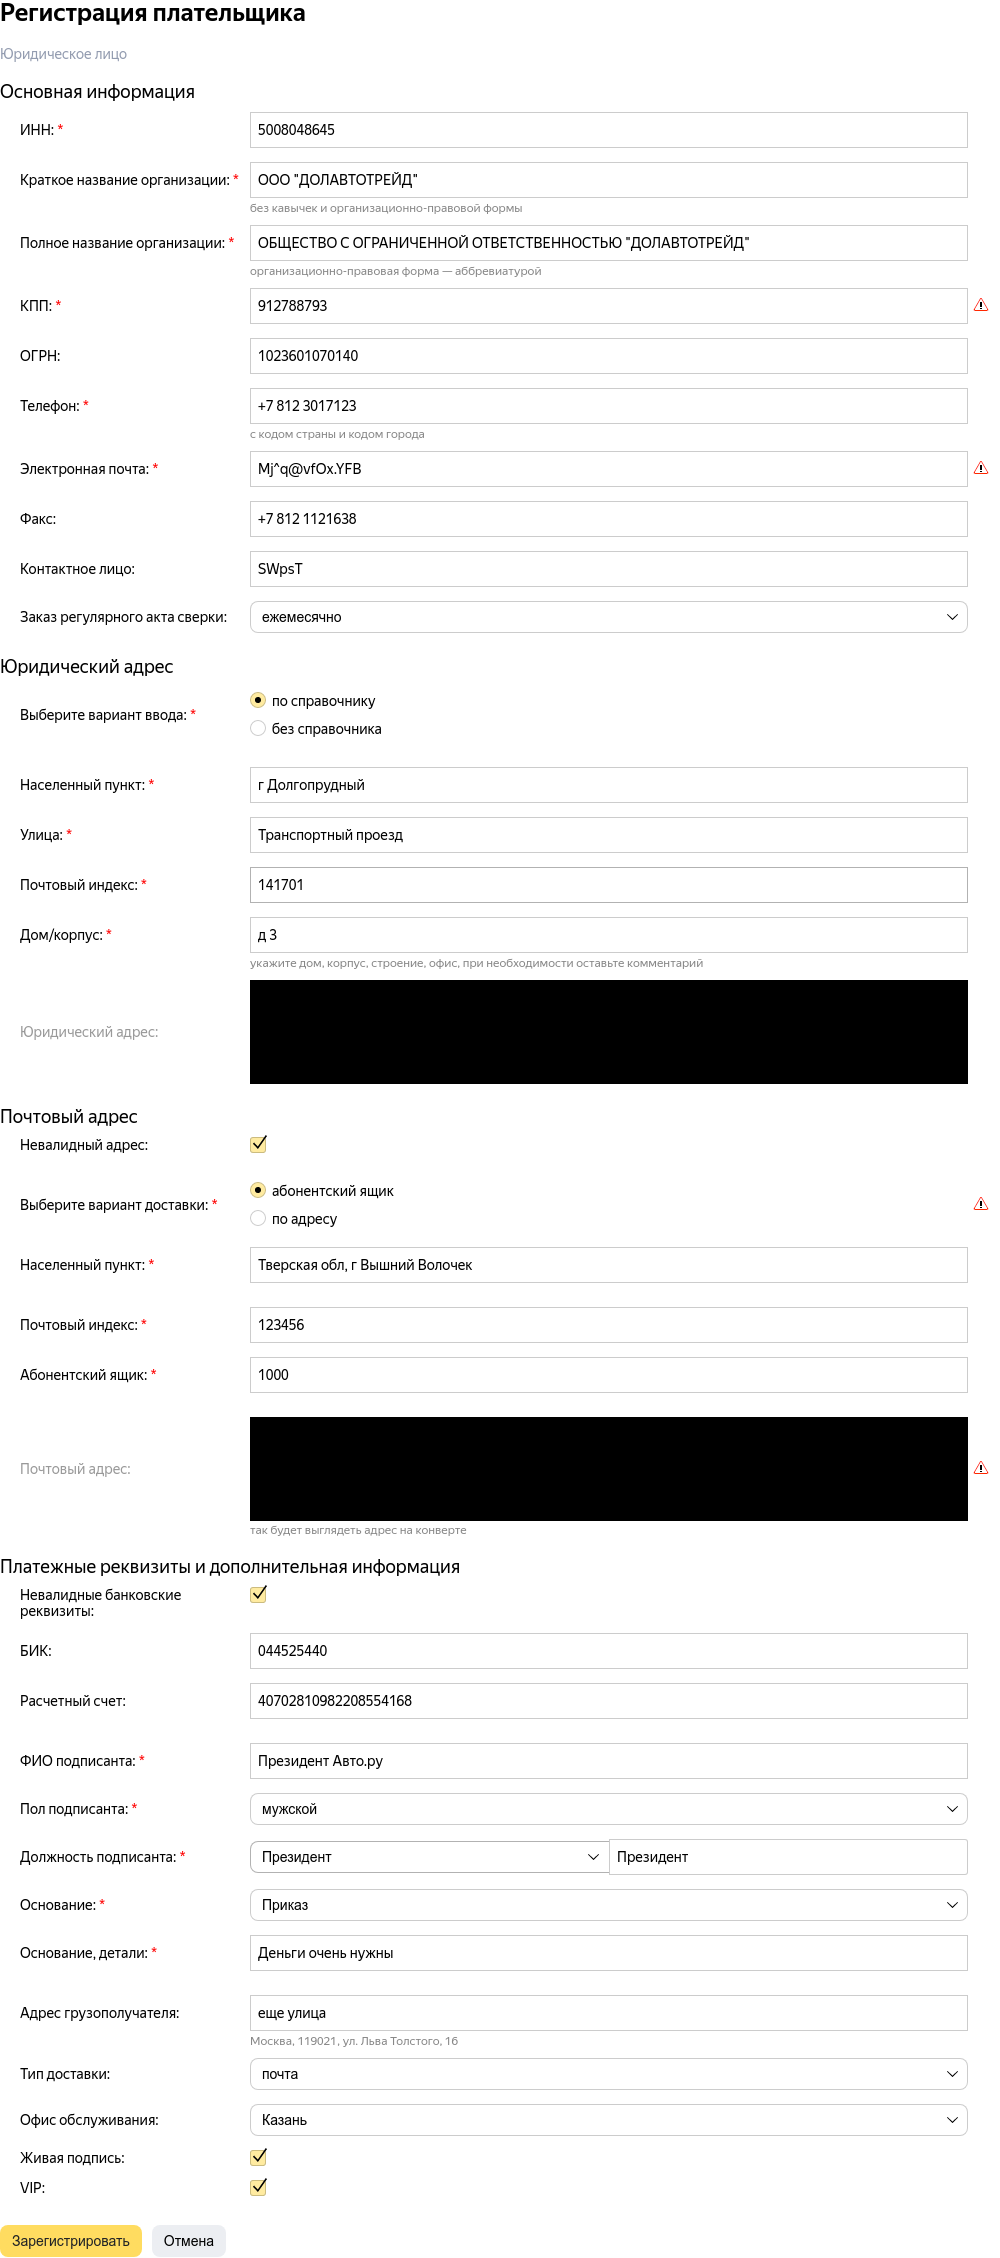 Регистрация плательщика
Юридическое лицо
Основная информация
ИНН: *
5008048645
Краткое название организации: *
ООО "ДОЛАВТОТРЕЙД"
без кавычек и организационно-правовой формы
Полное название организации: *
ОБЩЕСТВО С ОГРАНИЧЕННОЙ ОТВЕТСТВЕННОСТЬЮ "ДОЛАВТОТРЕЙД"
организационно-правовая форма — аббревиатурой
КПП: *
912788793
ОГРН:
1023601070140
Телефон: *
+7 812 3017123
с кодом страны и кодом города
Электронная почта: *
Mj^q@vfOx.YFB
Факс:
+7 812 1121638
Контактное лицо:
SWpsT
Заказ регулярного акта сверки:
ежемесячно
Юридический адрес
Выберите вариант ввода: *
по справочнику
без справочника
Населенный пункт: *
г Долгопрудный
Улица: *
Транспортный проезд
Почтовый индекс: *
141701
Дом/корпус: *
д 3
укажите дом, корпус, строение, офис, при необходимости оставьте комментарий
Юридический адрес:
Почтовый адрес
Невалидный адрес:
Выберите вариант доставки: *
абонентский ящик
по адресу
Населенный пункт: *
Тверская обл, г Вышний Волочек
Почтовый индекс: *
123456
Абонентский ящик: *
1000
Почтовый адрес:
так будет выглядеть адрес на конверте
Платежные реквизиты и дополнительная информация
Невалидные банковские
реквизиты:
БИК:
044525440
Расчетный счет:
40702810982208554168
ФИО подписанта: *
Президент Авто.ру
Пол подписанта: *
мужской
Должность подписанта: *
Президент
Президент
Основание: *
Приказ
Основание, детали: *
Деньги очень нужны
Адрес грузополучателя:
еще улица
Москва, 119021, ул. Льва Толстого, 16
Тип доставки:
почта
Офис обслуживания:
Казань
Живая подпись:
VIP:
Зарегистрировать
Отмена